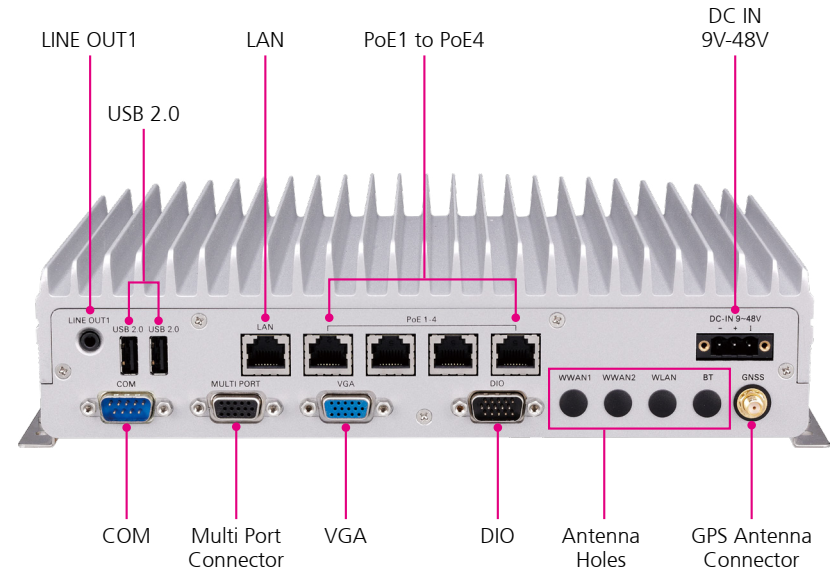 DC IN
LINE OUT1 LAN PoE1 to PoE4 9V-48V
USB 2.0
LINE OUT1 PoE 1-4 DC-IN 9~48V
USB 2.0 USB 2.0 LAN − + I
COM MULTI PORT VGA DIO WWAN1 WWAN2 WLAN BT GNSS
COM Multi Port VGA DIO Antenna GPS Antenna
Connector Holes Connector